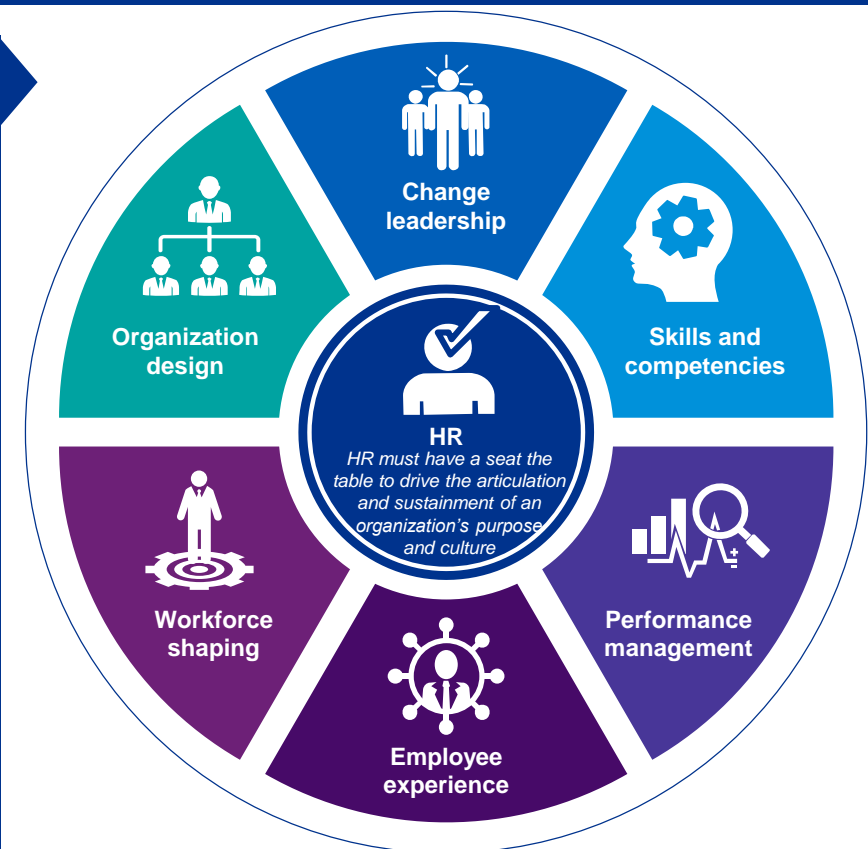 Change
leadership
Skills and
competencies
Performance
management
Employee
experience
Workforce
shaping
Organization
design
HR
HR must have a seat the
table to drive the articulation
and sustainment of an
organization's purpose
and culture